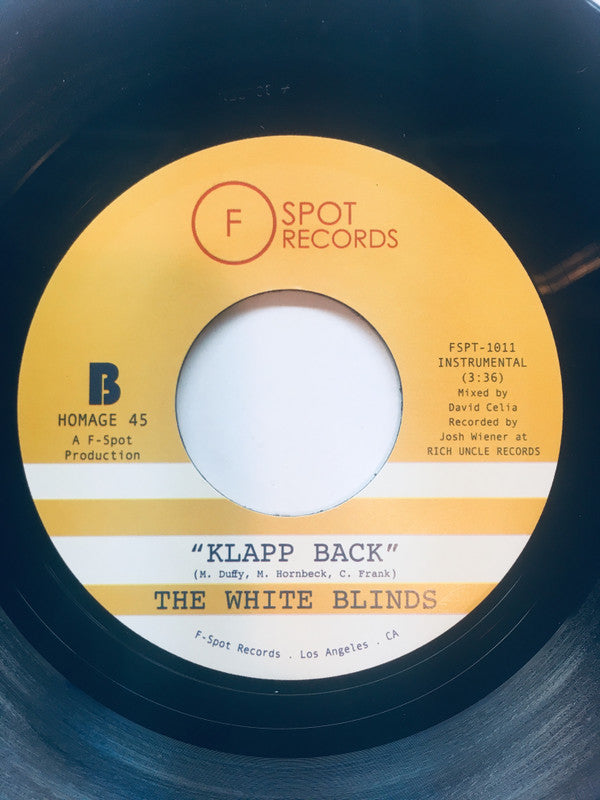 F
SPOT
RECORDS
B
HOMAGE 45
A F-Spot
Production
FSPT-1011
INSTRUMENTAL
(3:36)
Mixed by
David Celia
Recorded by
Josh Wiener at
RICH UNCLE RECORDS
"KLAPP BACK"
(M. Duffy, M. Hornbeck, C. Frank)
THE WHITE BLINDS
F-Spot Records . Los Angeles . CA